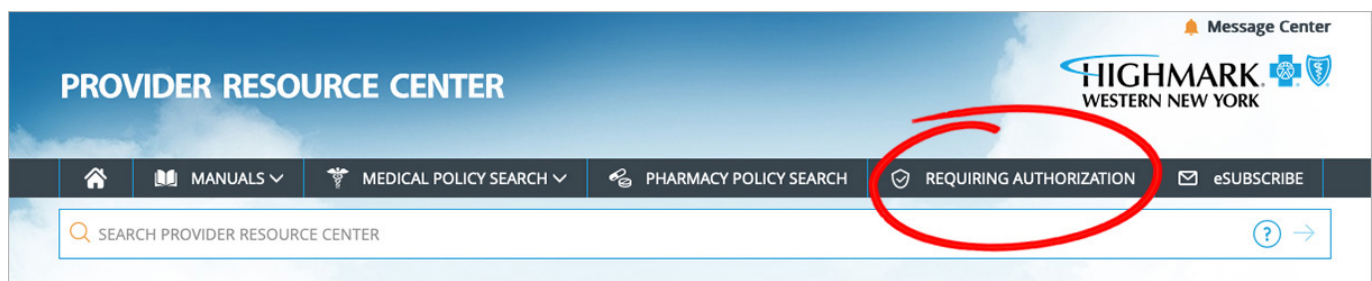 Message Center
PROVIDER RESOURCE CENTER
HIGHMARK.
WESTERN NEW YORK
MANUALS MEDICAL POLICY SEARCH PHARMACY POLICY SEARCH REQUIRING AUTHORIZATION eSUBSCRIBE
SEARCH PROVIDER RESOURCE CENTER ?